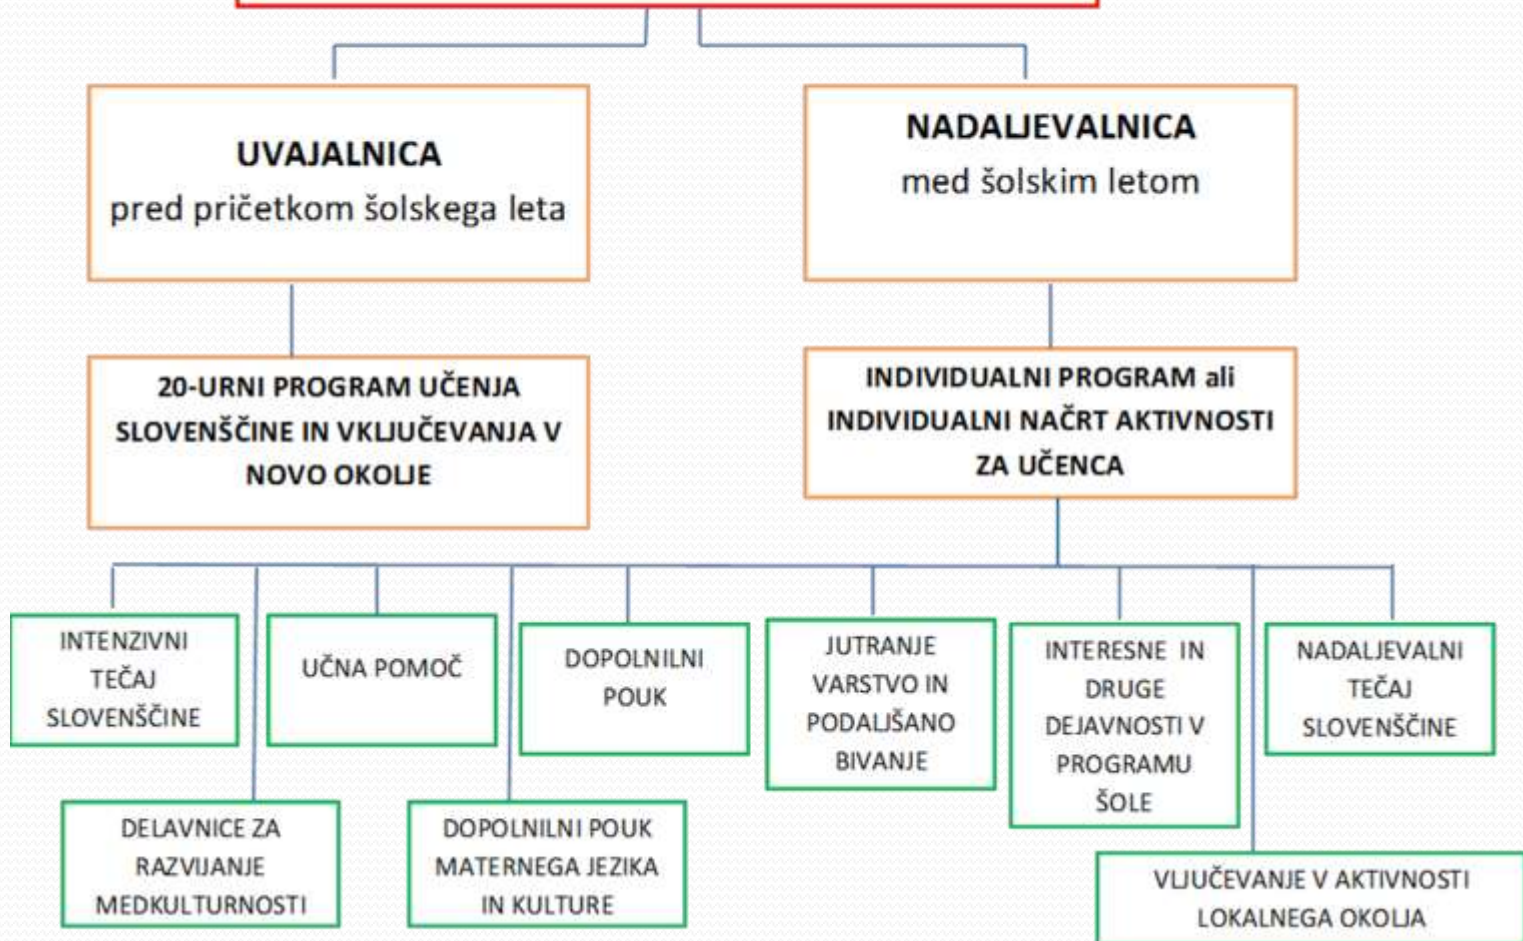 UVAJALNICA
pred pričetkom šolskega leta
NADALJEVALNICA
med šolskim letom
20-URNI PROGRAM UČENJA
SLOVENŠČINE IN VKLJUČEVANJA V
NOVO OKOLJE
INDIVIDUALNI PROGRAM ali
INDIVIDUALNI NAČRT AKTIVNOSTI
ZA UČENCA
INTENZIVNI
TEČAJ
SLOVENŠČINE
UČNA POMOČ
DOPOLNILNI
POUK
JUTRANJE
VARSTVO IN
PODALJŠANO
BIVANJE
INTERESNE IN
DRUGE
DEJAVNOSTI V
PROGRAMU
ŠOLE
NADALJEVALNI
TEČAJ
SLOVENŠČINE
DELAVNICE ZA
RAZVIJANJE
MEDKULTURNOSTI
DOPOLNILNI POUK
MATERNEGA JEZIKA
IN KULTURE
VLJUČEVANJE V AKTIVNOSTI
LOKALNEGA OKOLJA